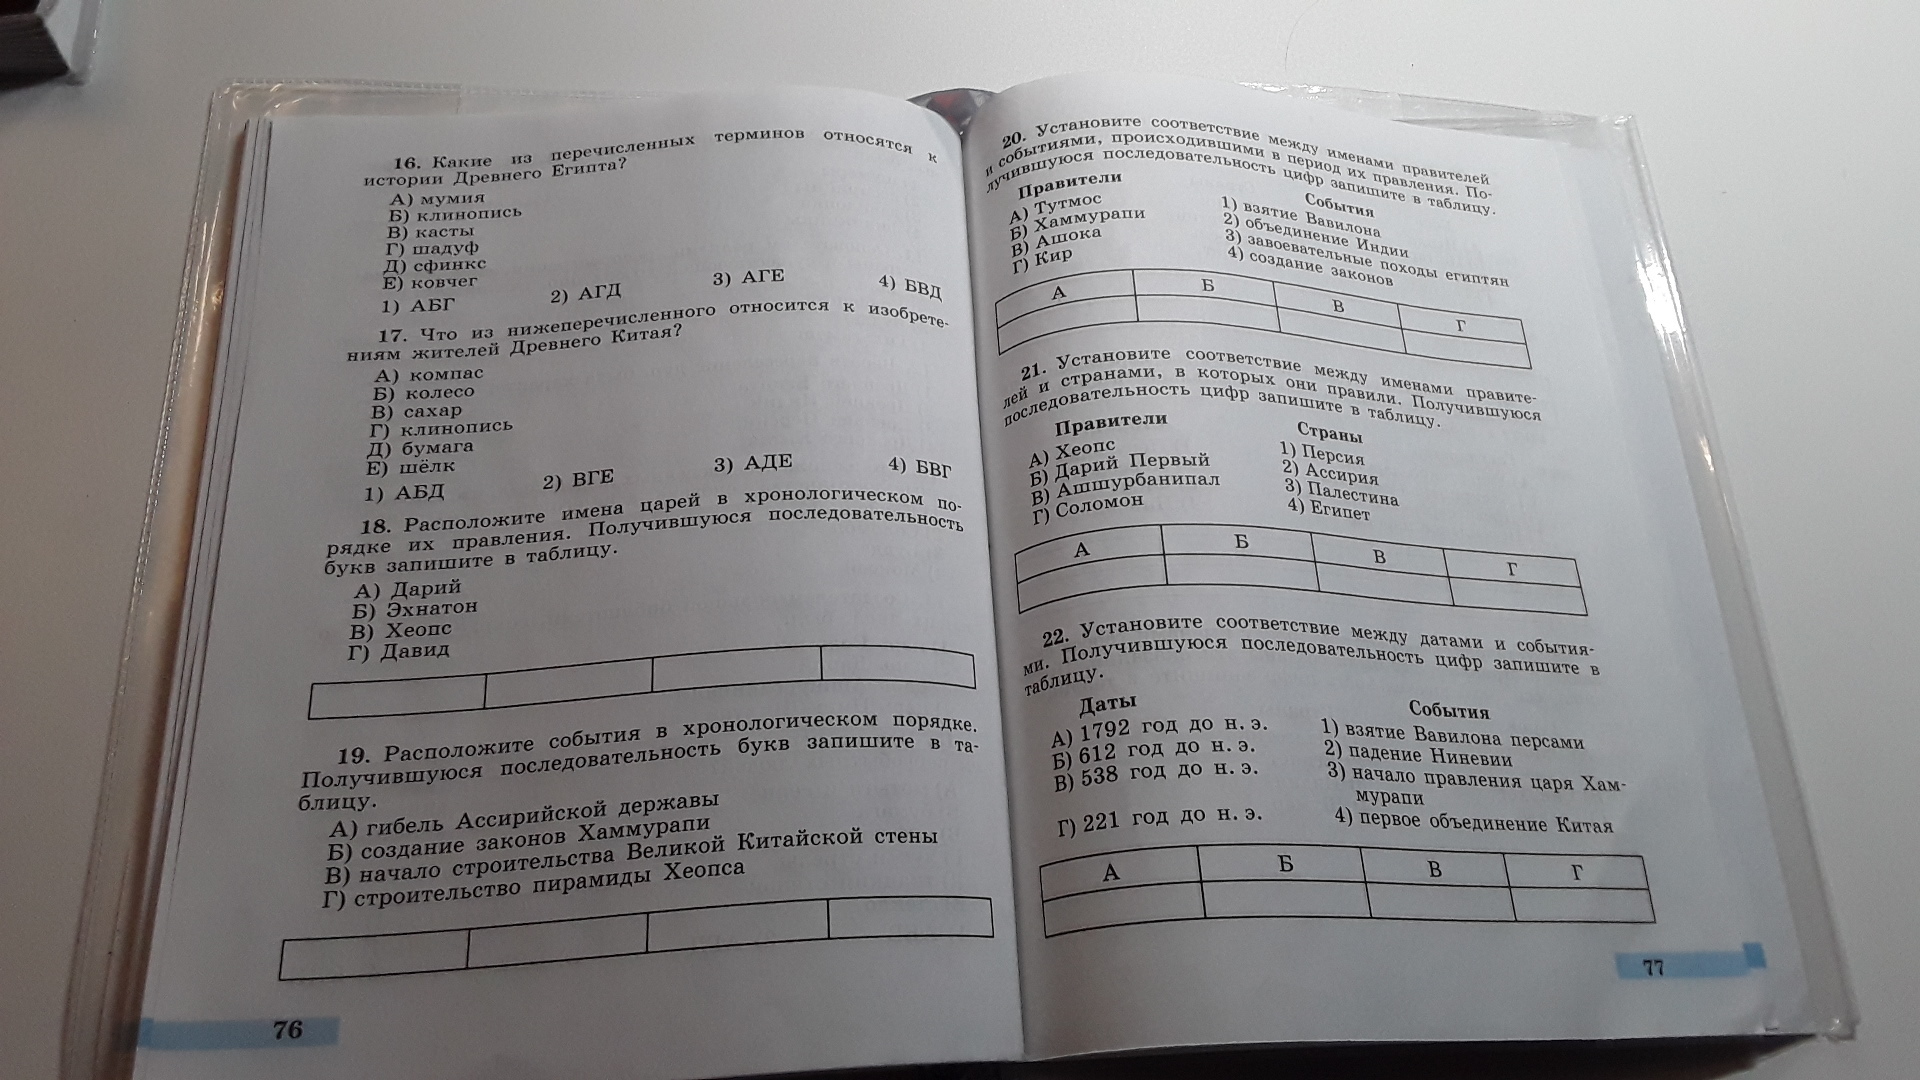 16. Какие из перечисленных терминов относятся к
истории Древнего Египта?
А) мумия
Б) клинопись
В) касты
Г) шадуф
Д) сфинкс
Е) ковчег
1) АБГ 2) АГД 3) АГЕ 4) БВД
17. Что из нижеперечисленного относится к изобрете-
ниям жителей Древнего Китая?
А) компас
Б) колесо
В) сахар
Г) клинопись
Д) бумага
Е) шёлк
1) АБД 2) ВГЕ 3) АДЕ 4) БВГ
18. Расположите имена царей в хронологическом по-
рядке их правления. Получившуюся последовательность
букв запишите в таблицу.
А) Дарий
Б) Эхнатон
В) Хеопс
Г) Давид
19. Расположите события в хронологическом порядке.
Получившуюся последовательность букв запишите в та-
блицу.
А) гибель Ассирийской державы
Б) создание законов Хаммурапи
В) начало строительства Великой Китайской стены
Г) строительство пирамиды Хеопса
76
20. Установите соответствие между именами правителей
и событиями, происходившими в период их правления. По-
лучившуюся последовательность цифр запишите в таблицу.
Правители События
А) Тутмос 1) взятие Вавилона
Б) Хаммурапи 2) объединение Индии
В) Ашока 3) завоевательные походы египтян
Г) Кир 4) создание законов
А Б В Г
21. Установите соответствие между именами правите-
лей и странами, в которых они правили. Получившуюся
последовательность цифр запишите в таблицу.
Правители Страны
А) Хеопс 1) Персия
Б) Дарий Первый 2) Ассирия
В) Ашшурбанипал 3) Палестина
Г) Соломон 4) Египет
А Б В Г
22. Установите соответствие между датами и события-
ми. Получившуюся последовательность цифр запишите в
таблицу.
Даты События
А) 1792 год до н. э. 1) взятие Вавилона персами
Б) 612 год до н. э. 2) падение Ниневии
В) 538 год до н. э. 3) начало правления царя Хам-
мурапи
Г) 221 год до н. э. 4) первое объединение Китая
А Б В Г
77